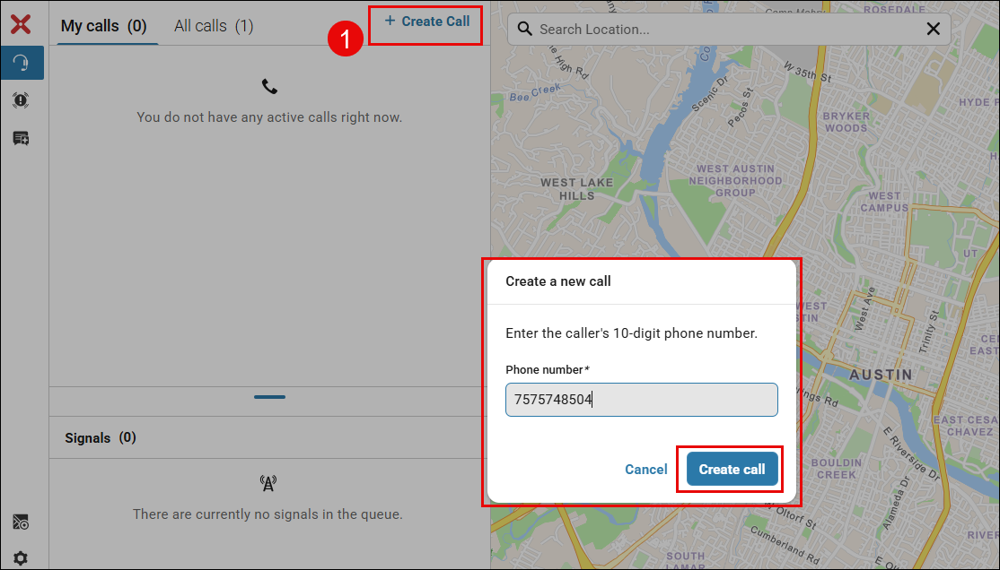 My calls (0)
All calls (1)
+ Create Call
1
Search Location...
You do not have any active calls right now.
Signals (0)
There are currently no signals in the queue.
Create a new call
Enter the caller's 10-digit phone number.
Phone number*
7575748504
Cancel
Create call
ROSEDALE
High Rd
Bee Creek
Scenic Dr
Pecos St
W 35th St
BRYKER
WOODS
HYDE P
WEST AUSTIN
NEIGHBORHOOD
GROUP
WEST LAKE
HILLS
WEST
CAMPUS
UT
West Ave
Trinity St
AUSTIN
EAST CESA
CHAVEZ
E Riverside Dr
BOULDIN
CREEK
Alameda Dr
Oltorf St
Cumberland Rd
RIVER
SOUTH
LAMAR